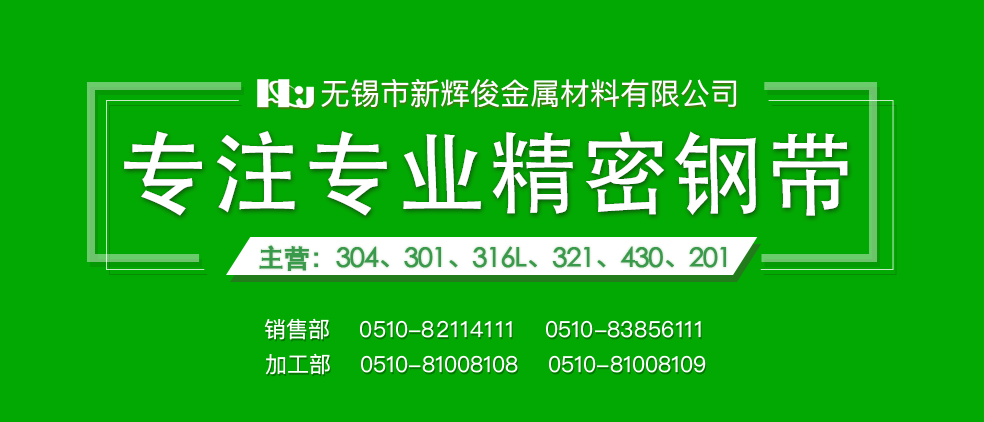 无锡市新辉俊金属材料有限公司
专注专业精密钢带
主营：304、301、316L、321、430、201
销售部 0510-82114111 0510-83856111
加工部 0510-81008108 0510-81008109